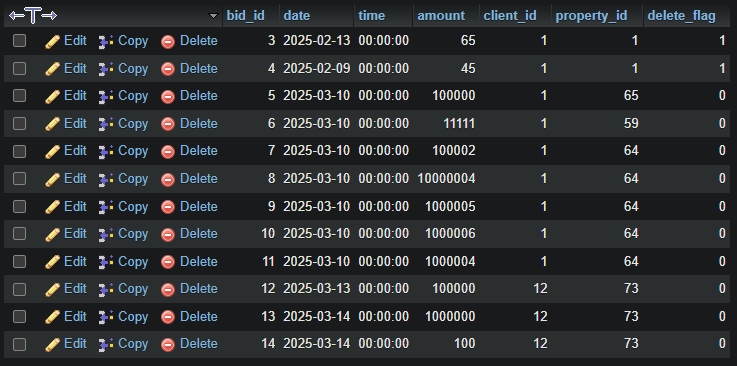 bid_id date time amount client_id property_id delete_flag
Edit Copy Delete 3 2025-02-13 00:00:00 65 1 1 1
Edit Copy Delete 4 2025-02-09 00:00:00 45 1 1 1
Edit Copy Delete 5 2025-03-10 00:00:00 100000 1 65 0
Edit Copy Delete 6 2025-03-10 00:00:00 11111 1 59 0
Edit Copy Delete 7 2025-03-10 00:00:00 100002 1 64 0
Edit Copy Delete 8 2025-03-10 00:00:00 10000004 1 64 0
Edit Copy Delete 9 2025-03-10 00:00:00 1000005 1 64 0
Edit Copy Delete 10 2025-03-10 00:00:00 1000006 1 64 0
Edit Copy Delete 11 2025-03-10 00:00:00 1000004 1 64 0
Edit Copy Delete 12 2025-03-13 00:00:00 100000 12 73 0
Edit Copy Delete 13 2025-03-14 00:00:00 1000000 12 73 0
Edit Copy Delete 14 2025-03-14 00:00:00 100 12 73 0